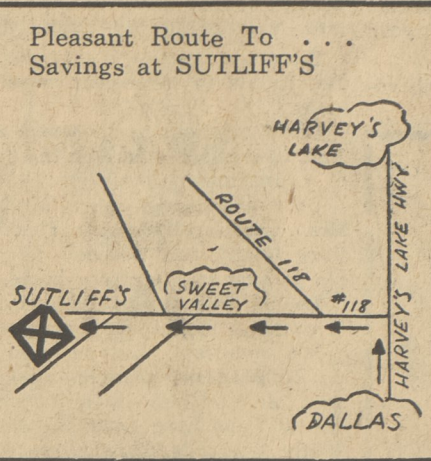 Pleasant Route To . . .
Savings at SUTLIFF'S
HARVEY'S
LAKE
HARVEY'S LAKE HWY.
ROUTE 118
SWEET
VALLEY
#118
SUTLIFF'S
DALLAS